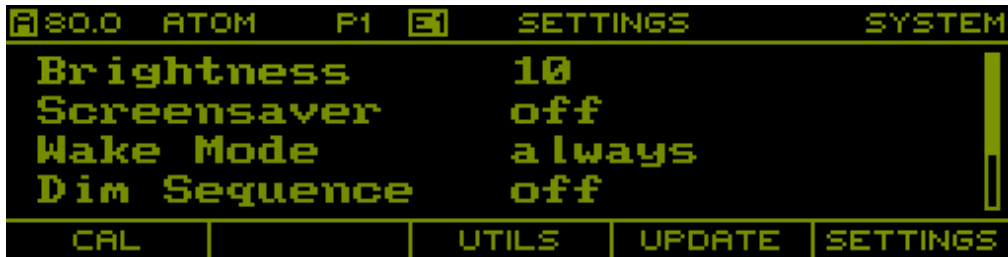 A 80.0 ATOM P1 E1 SETTINGS SYSTEM
Brightness 10
Screensaver off
Wake Mode always
Dim Sequence off
CAL UTILS UPDATE SETTINGS